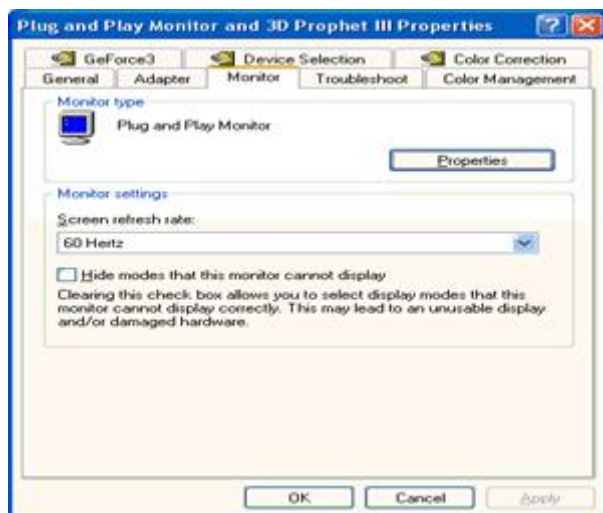 Plug and Play Monitor and 3D Prophet III Properties
GeForce3 Device Selection Color Correction
General Adapter Monitor Troubleshoot Color Management
Monitor type
Plug and Play Monitor
Properties
Monitor settings
Screen refresh rate:
60 Hertz
Hide modes that this monitor cannot display
Clearing this check box allows you to select display modes that this
monitor cannot display correctly. This may lead to an unusable display
and/or damaged hardware.
OK Cancel Apply